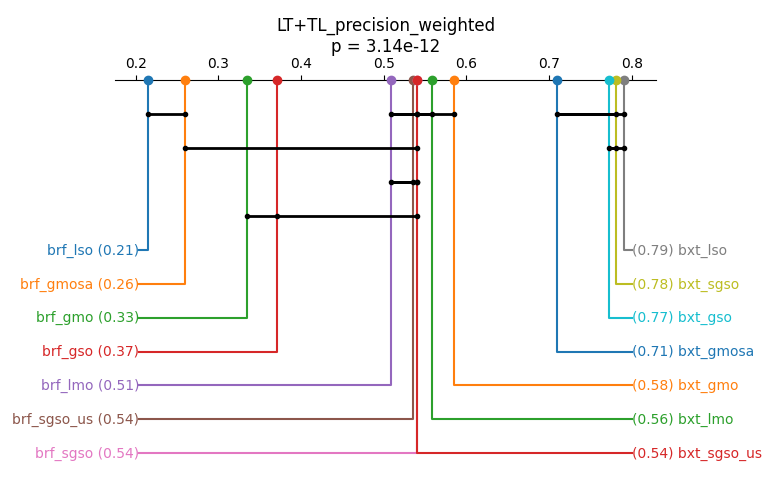 LT+TL_precision_weighted
p = 3.14e-12
0.2 0.3 0.4 0.5 0.6 0.7 0.8
brf_lso (0.21) (0.79) bxt_lso
brf_gmosa (0.26) (0.78) bxt_sgso
brf_gmo (0.33) (0.77) bxt_gso
brf_gso (0.37) (0.71) bxt_gmosa
brf_lmo (0.51) (0.58) bxt_gmo
brf_sgso_us (0.54) (0.56) bxt_lmo
brf_sgso (0.54) (0.54) bxt_sgso_us